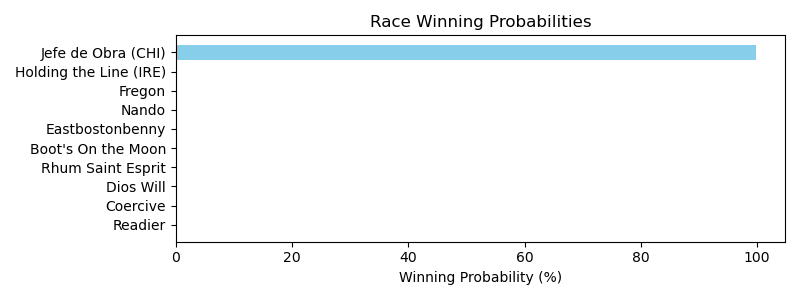 Race Winning Probabilities
Jefe de Obra (CHI)
Holding the Line (IRE)
Fregon
Nando
Eastbostonbenny
Boot's On the Moon
Rhum Saint Esprit
Dios Will
Coercive
Readier
0 20 40 60 80 100
Winning Probability (%)